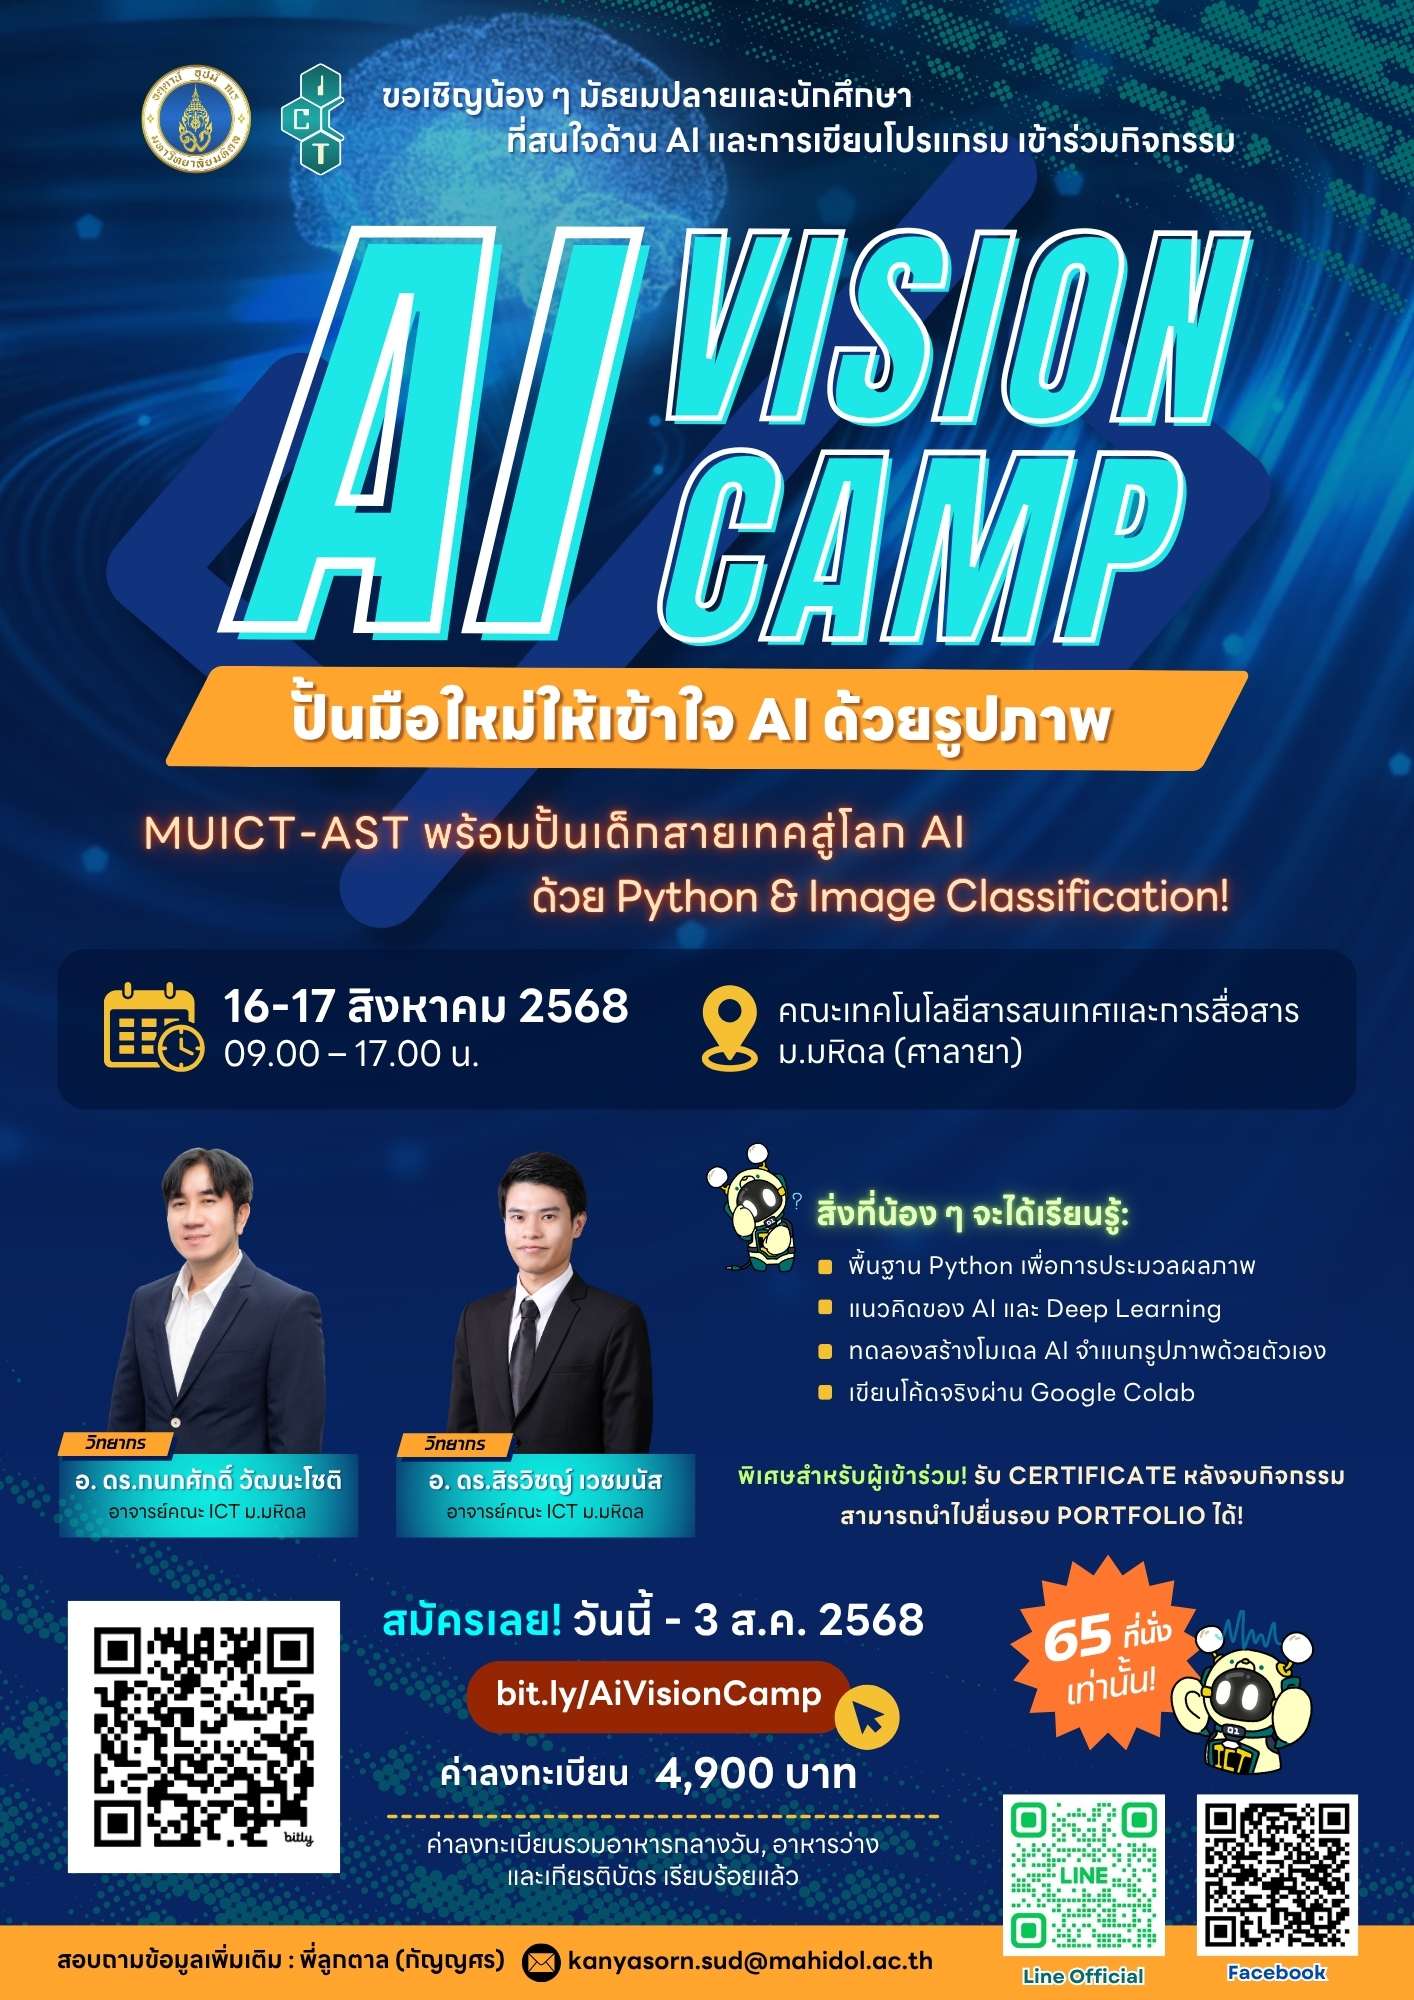 อตฺตานํ อุปมํ กเร
มหาวิทยาลัยมหิดล
I
C
T
ขอเชิญน้อง ๆ มัธยมปลายและนักศึกษา
ที่สนใจด้าน AI และการเขียนโปรแกรม เข้าร่วมกิจกรรม
AI VISION
CAMP
ปั้นมือใหม่ให้เข้าใจ AI ด้วยรูปภาพ
MUICT-AST พร้อมปั้นเด็กสายเทคสู่โลก AI
ด้วย Python & Image Classification!
16-17 สิงหาคม 2568
09.00 – 17.00 น.
คณะเทคโนโลยีสารสนเทศและการสื่อสาร
ม.มหิดล (ศาลายา)
?
สิ่งที่น้อง ๆ จะได้เรียนรู้:
พื้นฐาน Python เพื่อการประมวลผลภาพ
แนวคิดของ AI และ Deep Learning
ทดลองสร้างโมเดล AI จำแนกรูปภาพด้วยตัวเอง
เขียนโค้ดจริงผ่าน Google Colab
วิทยากร
อ. ดร.กนกศักดิ์ วัฒนะโชติ
อาจารย์คณะ ICT ม.มหิดล
วิทยากร
อ. ดร.สิรวิชญ์ เวชมนัส
อาจารย์คณะ ICT ม.มหิดล
พิเศษสำหรับผู้เข้าร่วม! รับ CERTIFICATE หลังจบกิจกรรม
สามารถนำไปยื่นรอบ PORTFOLIO ได้!
สมัครเลย! วันนี้ - 3 ส.ค. 2568
bit.ly/AiVisionCamp
ค่าลงทะเบียน 4,900 บาท
ค่าลงทะเบียนรวมอาหารกลางวัน, อาหารว่าง
และเกียรติบัตร เรียบร้อยแล้ว
bitly
65 ที่นั่ง
เท่านั้น!
01
ICT
LINE
Line Official
Facebook
สอบถามข้อมูลเพิ่มเติม : พี่ลูกตาล (กัญญศร) kanyasorn.sud@mahidol.ac.th